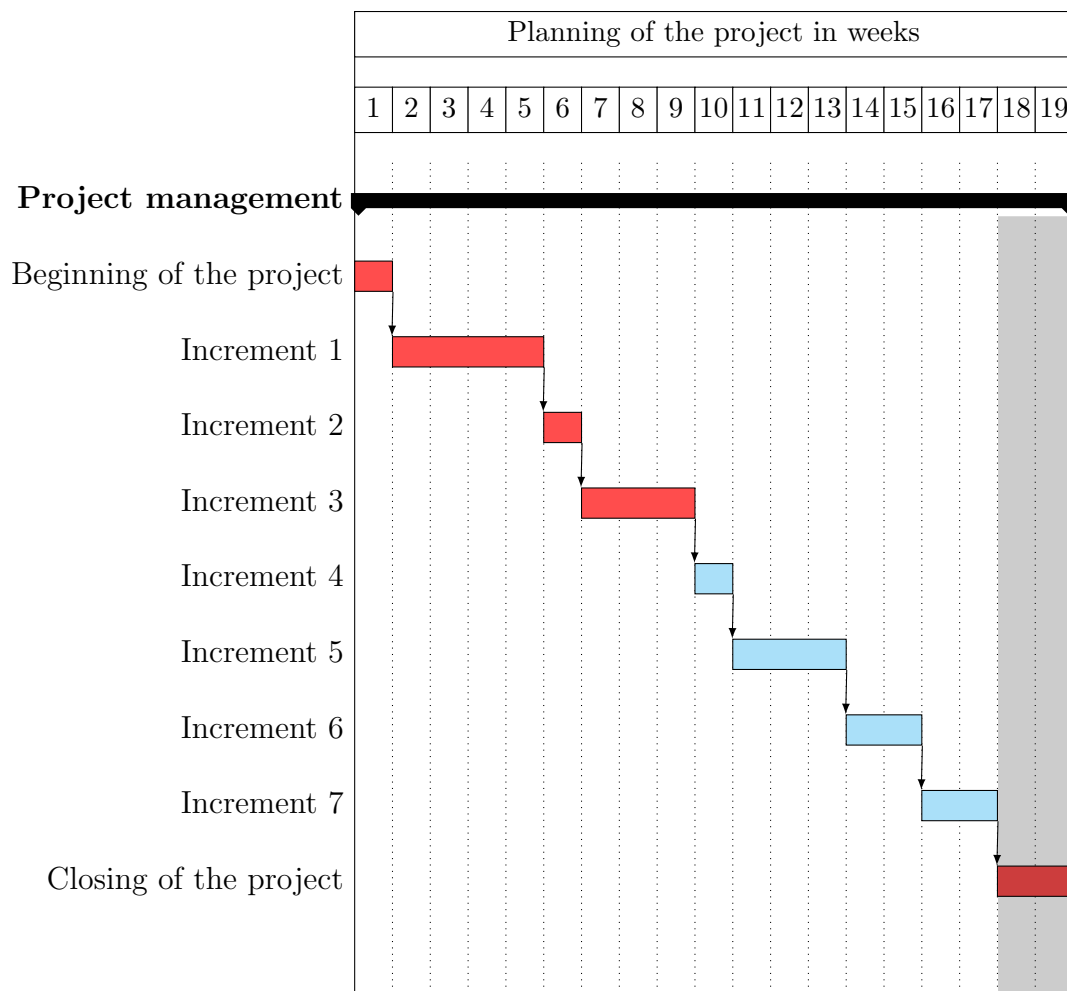 Planning of the project in weeks
1 2 3 4 5 6 7 8 9 10 11 12 13 14 15 16 17 18 19
Project management
Beginning of the project
Increment 1
Increment 2
Increment 3
Increment 4
Increment 5
Increment 6
Increment 7
Closing of the project